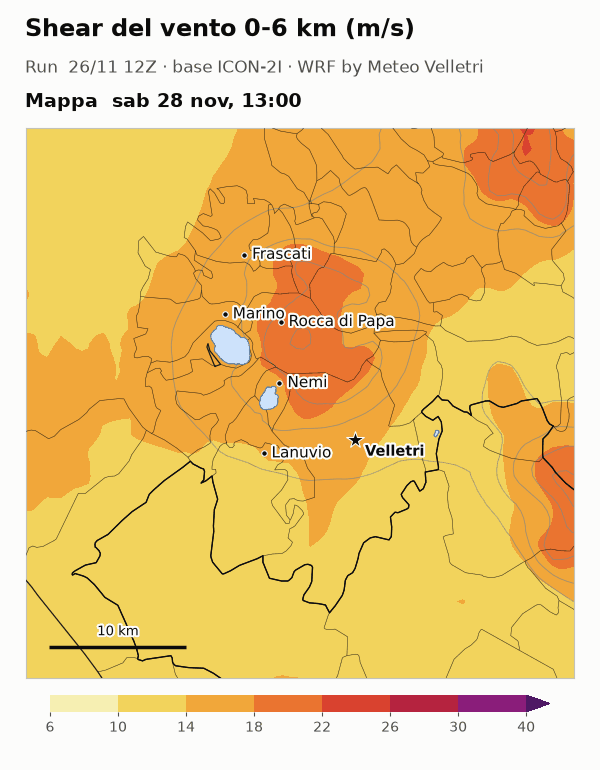 Shear del vento 0-6 km (m/s)
Run  26/11 12Z · base ICON-2I · WRF by Meteo Velletri
Mappa  sab 28 nov, 13:00
Frascati
Marino
Rocca di Papa
Nemi
Velletri
Lanuvio
10 km
6 10 14 18 22 26 30 40